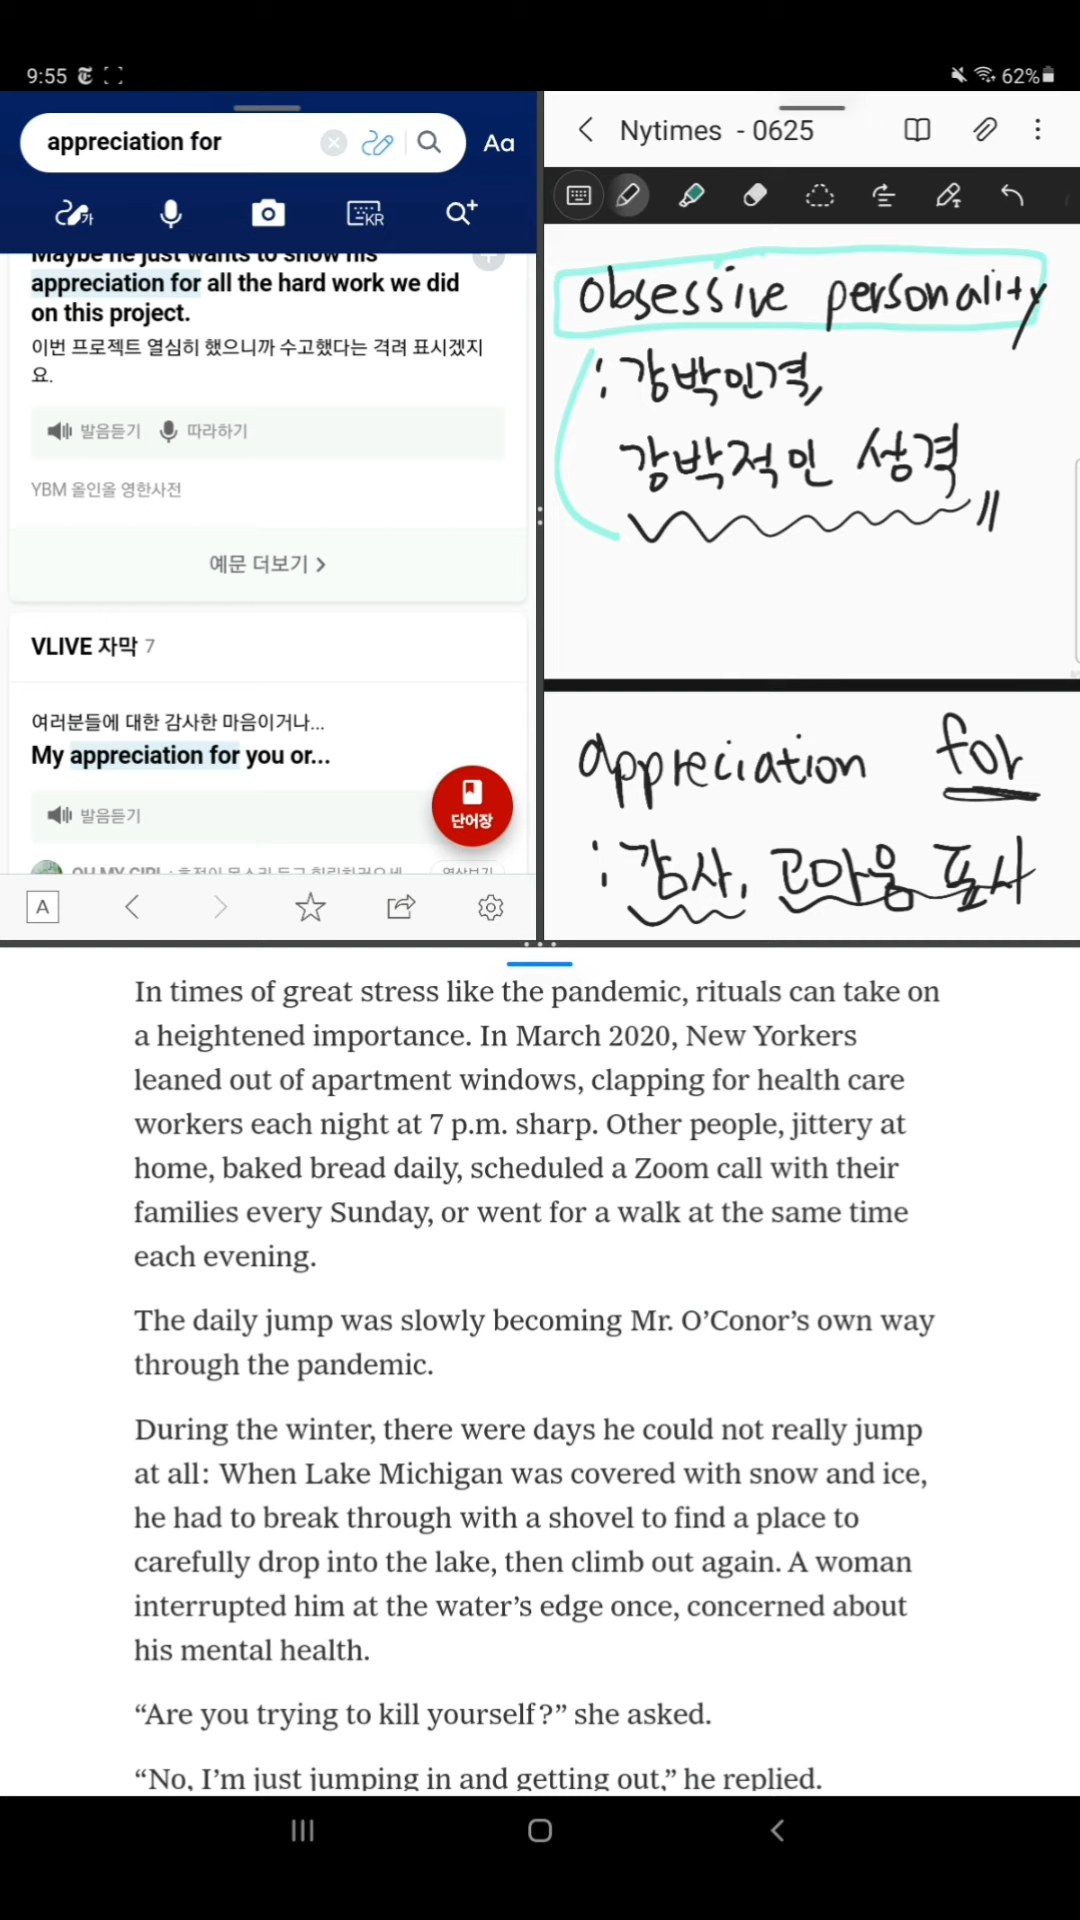 9:55
62%
appreciation for
Aa
가
KR
Maybe he just wants to show his
appreciation for all the hard work we did
on this project.
이번 프로젝트 열심히 했으니까 수고했다는 격려 표시겠지
요.
발음듣기 따라하기
YBM 올인올 영한사전
예문 더보기 >
VLIVE 자막 7
여러분들에 대한 감사한 마음이거나...
My appreciation for you or...
발음듣기
단어장
A
Nytimes - 0625
obsessive personality
: 강박인격,
강박적인 성격
appreciation for
: 감사, 고마움 표시
In times of great stress like the pandemic, rituals can take on
a heightened importance. In March 2020, New Yorkers
leaned out of apartment windows, clapping for health care
workers each night at 7 p.m. sharp. Other people, jittery at
home, baked bread daily, scheduled a Zoom call with their
families every Sunday, or went for a walk at the same time
each evening.
The daily jump was slowly becoming Mr. O’Conor’s own way
through the pandemic.
During the winter, there were days he could not really jump
at all: When Lake Michigan was covered with snow and ice,
he had to break through with a shovel to find a place to
carefully drop into the lake, then climb out again. A woman
interrupted him at the water’s edge once, concerned about
his mental health.
“Are you trying to kill yourself?” she asked.
“No, I’m just jumping in and getting out,” he replied.